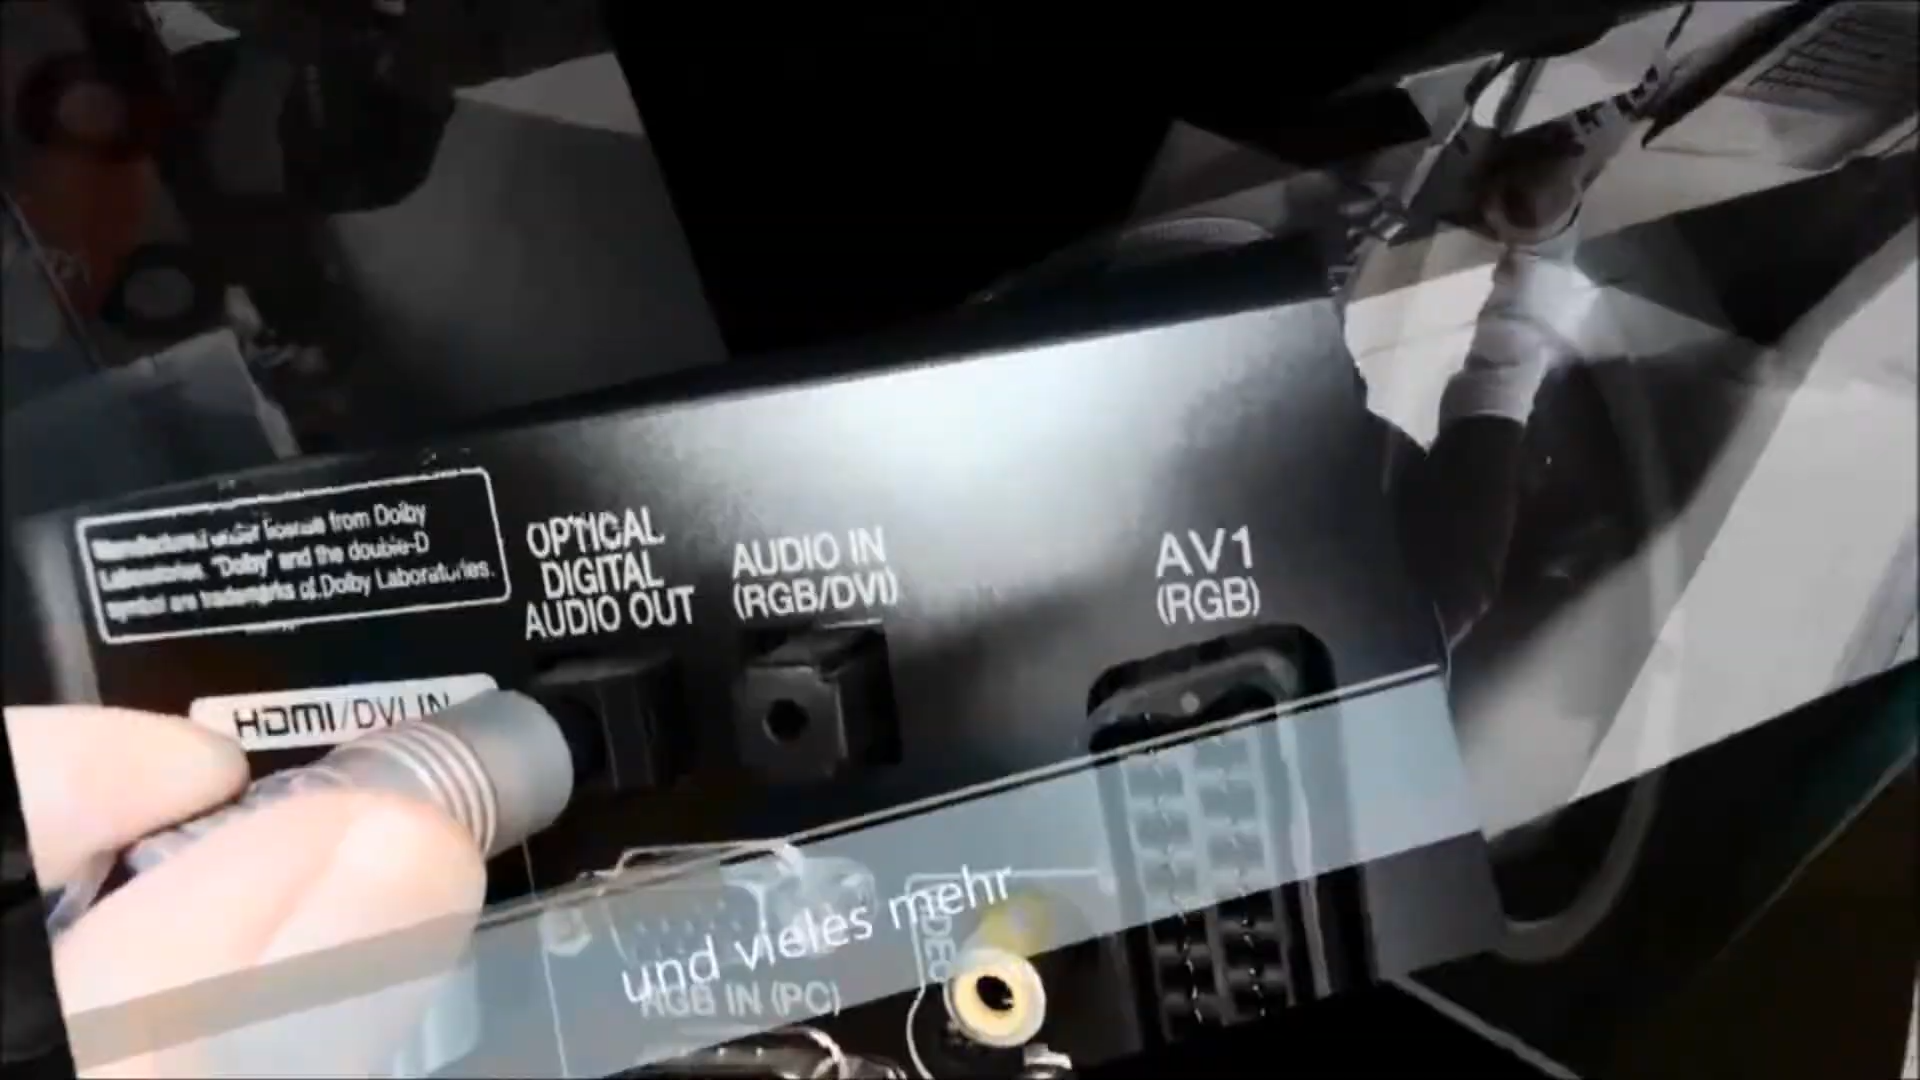 Manufactured under license from Dolby
Laboratories. "Dolby" and the double-D
symbol are trademarks of Dolby Laboratories.
OPTICAL
DIGITAL
AUDIO OUT
AUDIO IN
(RGB/DVI)
AV1
(RGB)
HDMI/DVI IN
und vieles mehr
RGB IN (PC)